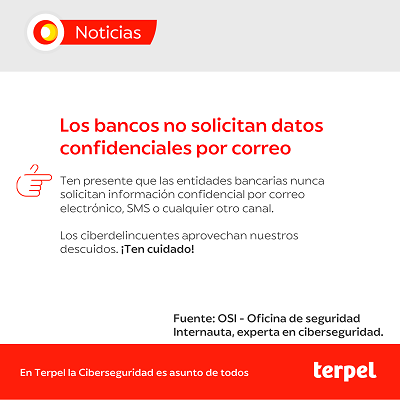 Noticias
Los bancos no solicitan datos
confidenciales por correo
Ten presente que las entidades bancarias nunca
solicitan información confidencial por correo
electrónico, SMS o cualquier otro canal.
Los ciberdelincuentes aprovechan nuestros
descuidos. ¡Ten cuidado!
Fuente: OSI - Oficina de seguridad
Internauta, experta en ciberseguridad.
En Terpel la Ciberseguridad es asunto de todos
terpel